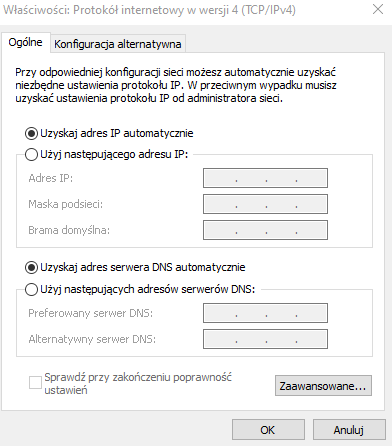 Właściwości: Protokół internetowy w wersji 4 (TCP/IPv4)
Ogólne
Konfiguracja alternatywna
Przy odpowiedniej konfiguracji sieci możesz automatycznie uzyskać
niezbędne ustawienia protokołu IP. W przeciwnym wypadku musisz
uzyskać ustawienia protokołu IP od administratora sieci.
Uzyskaj adres IP automatycznie
Użyj następującego adresu IP:
Adres IP:
Maska podsieci:
Brama domyślna:
Uzyskaj adres serwera DNS automatycznie
Użyj następujących adresów serwerów DNS:
Preferowany serwer DNS:
Alternatywny serwer DNS:
Sprawdź przy zakończeniu poprawność
ustawień
Zaawansowane...
OK
Anuluj